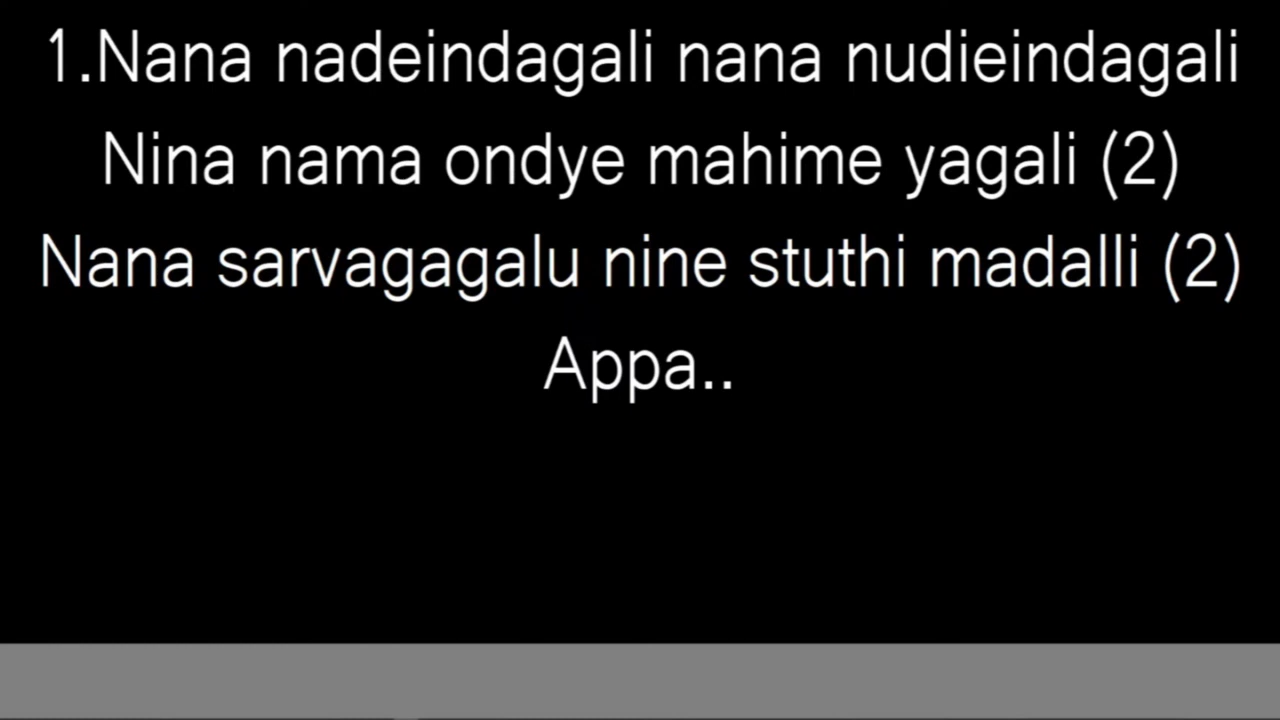 1.Nana nadeindagali nana nudieindagali
Nina nama ondye mahime yagali (2)
Nana sarvagagalu nine stuthi madalli (2)
Appa..